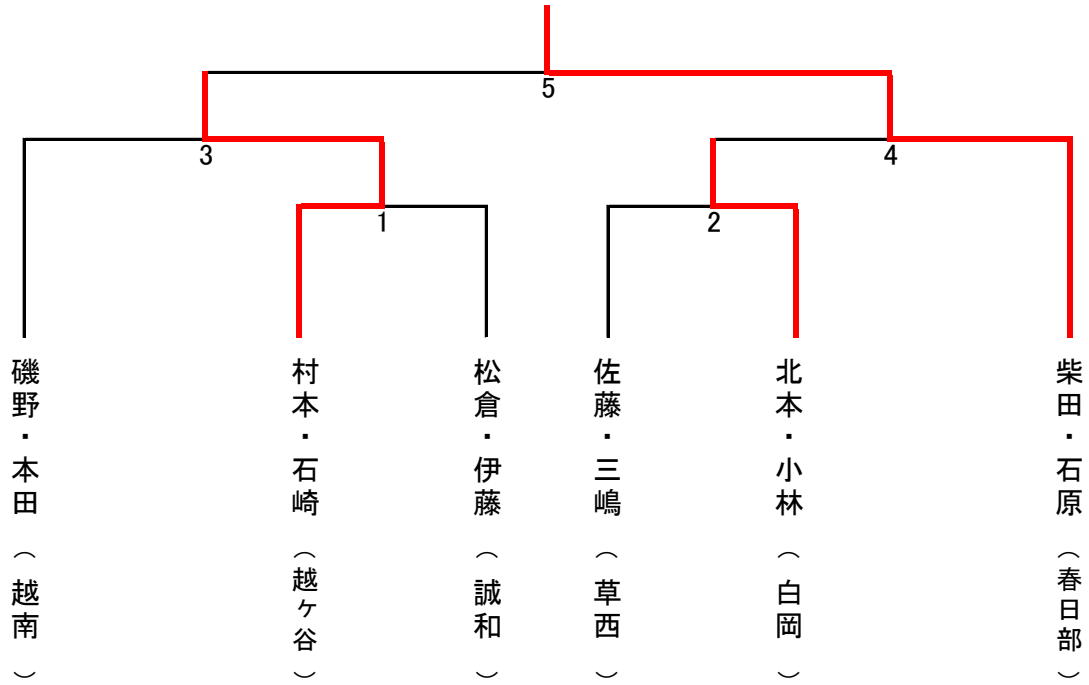 5
3
4
1
2
磯野・本田（越南）
村本・石崎（越ヶ谷）
松倉・伊藤（誠和）
佐藤・三嶋（草西）
北本・小林（白岡）
柴田・石原（春日部）